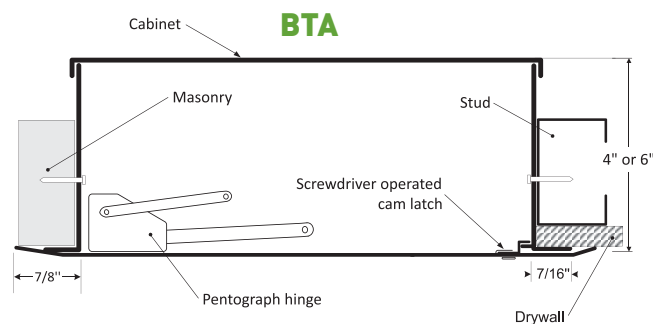 BTA
Cabinet
Masonry
Stud
4" or 6"
Screwdriver operated
cam latch
7/8"
7/16"
Pentograph hinge
Drywall